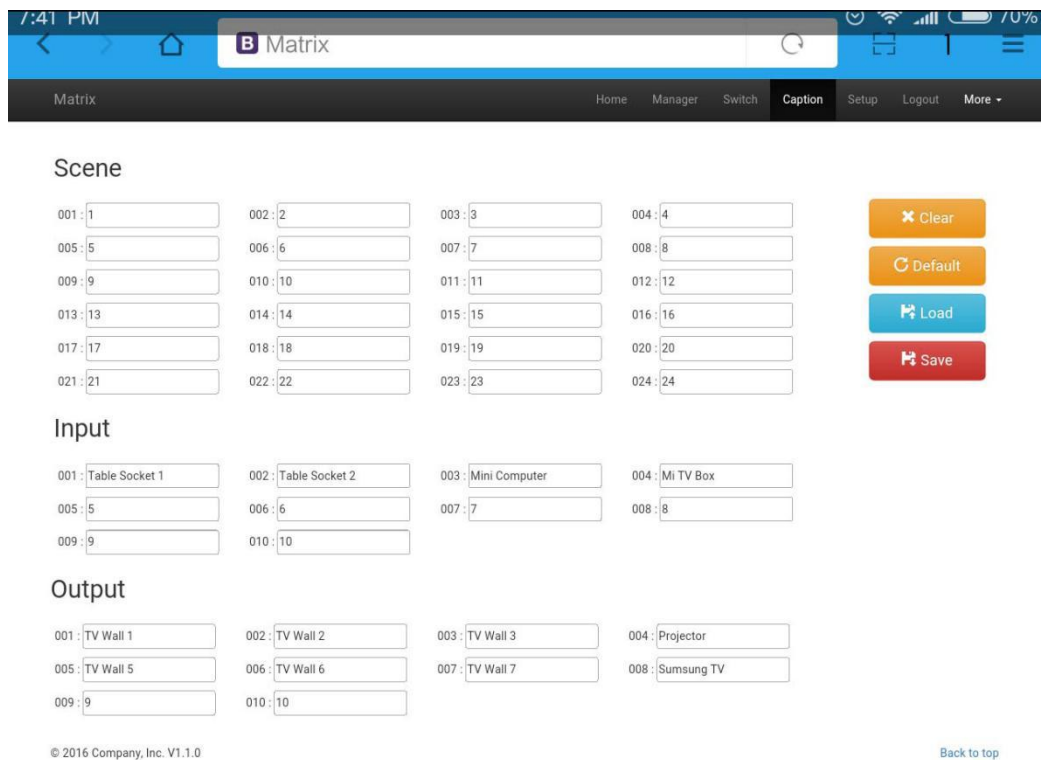 7:41 PM 70%
B Matrix 1
Matrix Home Manager Switch Caption Setup Logout More
Scene
001 : 1 002 : 2 003 : 3 004 : 4
Clear
005 : 5 006 : 6 007 : 7 008 : 8
Default
009 : 9 010 : 10 011 : 11 012 : 12
013 : 13 014 : 14 015 : 15 016 : 16
Load
017 : 17 018 : 18 019 : 19 020 : 20
Save
021 : 21 022 : 22 023 : 23 024 : 24
Input
001 : Table Socket 1 002 : Table Socket 2 003 : Mini Computer 004 : Mi TV Box
005 : 5 006 : 6 007 : 7 008 : 8
009 : 9 010 : 10
Output
001 : TV Wall 1 002 : TV Wall 2 003 : TV Wall 3 004 : Projector
005 : TV Wall 5 006 : TV Wall 6 007 : TV Wall 7 008 : Sumsung TV
009 : 9 010 : 10
© 2016 Company, Inc. V1.1.0 Back to top